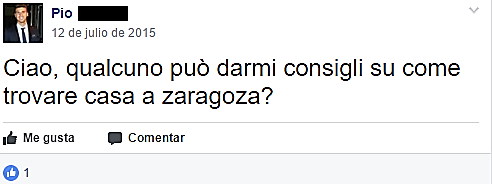 Pio
12 de julio de 2015
Ciao, qualcuno può darmi consigli su come
trovare casa a zaragoza?
Me gusta Comentar
1